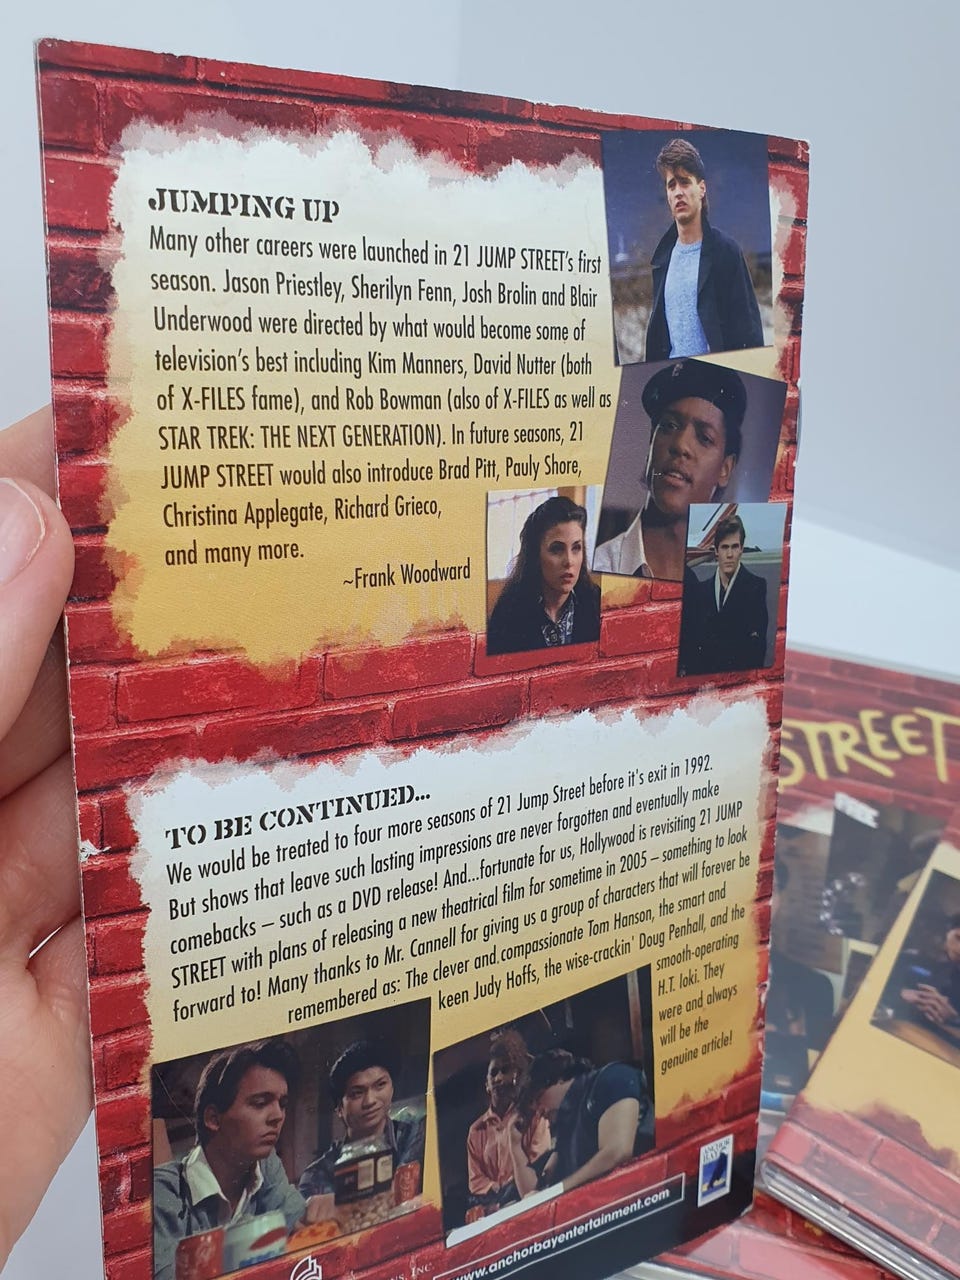 JUMPING UP
Many other careers were launched in 21 JUMP STREET's first
season. Jason Priestley, Sherilyn Fenn, Josh Brolin and Blair
Underwood were directed by what would become some of
television's best including Kim Manners, David Nutter (both
of X-FILES fame), and Rob Bowman (also of X-FILES as well as
STAR TREK: THE NEXT GENERATION). In future seasons, 21
JUMP STREET would also introduce Brad Pitt, Pauly Shore,
Christina Applegate, Richard Grieco,
and many more.
~Frank Woodward
TO BE CONTINUED...
We would be treated to four more seasons of 21 Jump Street before it's exit in 1992.
But shows that leave such lasting impressions are never forgotten and eventually make
comebacks – such as a DVD release! And...fortunate for us, Hollywood is revisiting 21 JUMP
STREET with plans of releasing a new theatrical film for sometime in 2005 – something to look
forward to! Many thanks to Mr. Cannell for giving us a group of characters that will forever be
remembered as: The clever and compassionate Tom Hanson, the smart and
keen Judy Hoffs, the wise-crackin' Doug Penhall, and the
smooth-operating
H.T. Ioki. They
were and always
will be the
genuine article!
ANCHOR
BAY
www.anchorbayentertainment.com
INC.
STREET